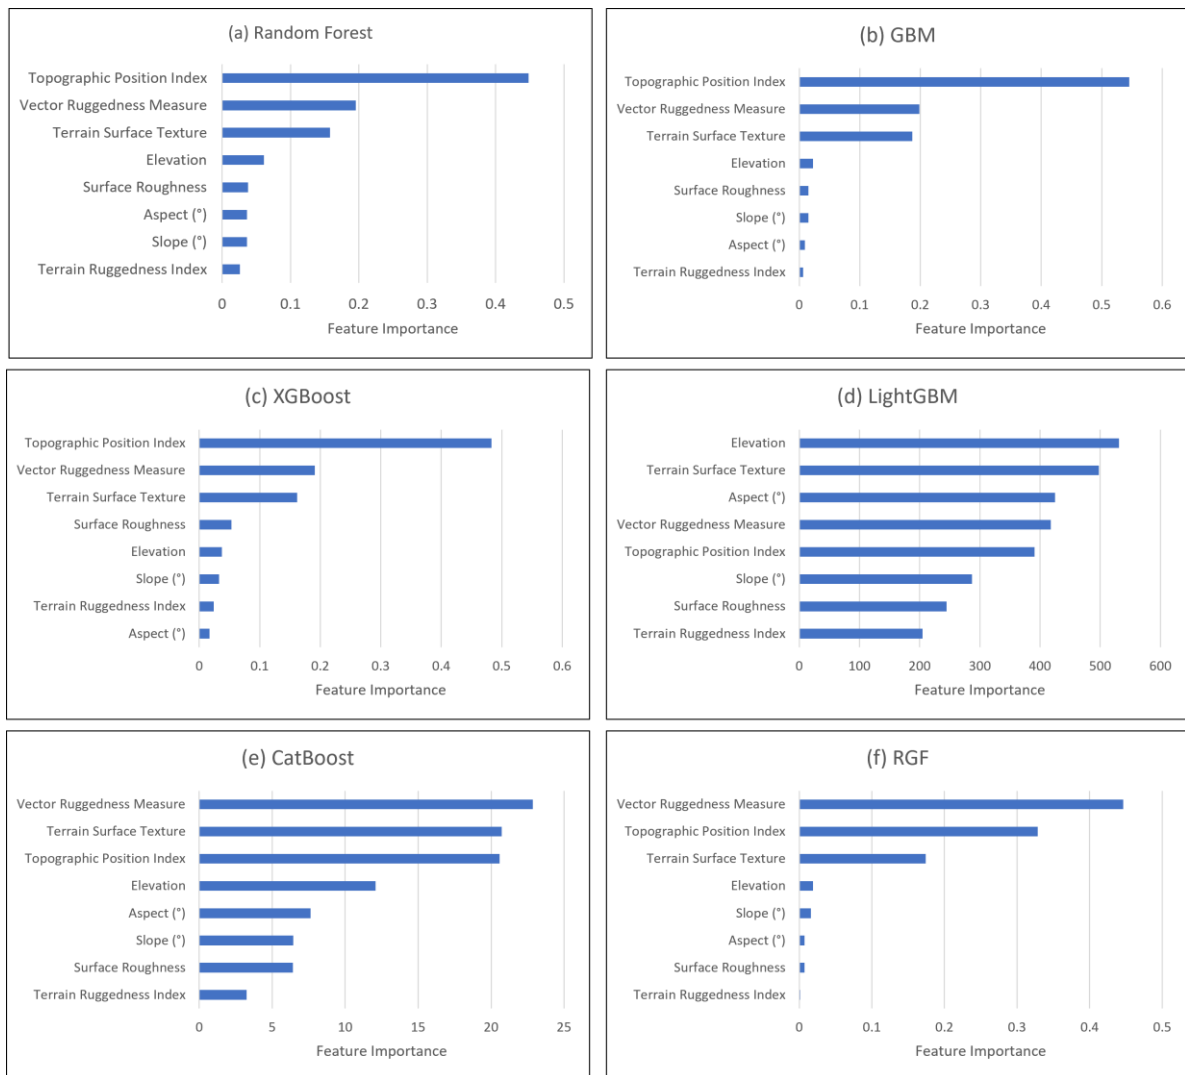 (a) Random Forest
Topographic Position Index
Vector Ruggedness Measure
Terrain Surface Texture
Elevation
Surface Roughness
Aspect (°)
Slope (°)
Terrain Ruggedness Index
0 0.1 0.2 0.3 0.4 0.5
Feature Importance
(b) GBM
Topographic Position Index
Vector Ruggedness Measure
Terrain Surface Texture
Elevation
Surface Roughness
Slope (°)
Aspect (°)
Terrain Ruggedness Index
0 0.1 0.2 0.3 0.4 0.5 0.6
Feature Importance
(c) XGBoost
Topographic Position Index
Vector Ruggedness Measure
Terrain Surface Texture
Surface Roughness
Elevation
Slope (°)
Terrain Ruggedness Index
Aspect (°)
0 0.1 0.2 0.3 0.4 0.5 0.6
Feature Importance
(d) LightGBM
Elevation
Terrain Surface Texture
Aspect (°)
Vector Ruggedness Measure
Topographic Position Index
Slope (°)
Surface Roughness
Terrain Ruggedness Index
0 100 200 300 400 500 600
Feature Importance
(e) CatBoost
Vector Ruggedness Measure
Terrain Surface Texture
Topographic Position Index
Elevation
Aspect (°)
Slope (°)
Surface Roughness
Terrain Ruggedness Index
0 5 10 15 20 25
Feature Importance
(f) RGF
Vector Ruggedness Measure
Topographic Position Index
Terrain Surface Texture
Elevation
Slope (°)
Aspect (°)
Surface Roughness
Terrain Ruggedness Index
0 0.1 0.2 0.3 0.4 0.5
Feature Importance